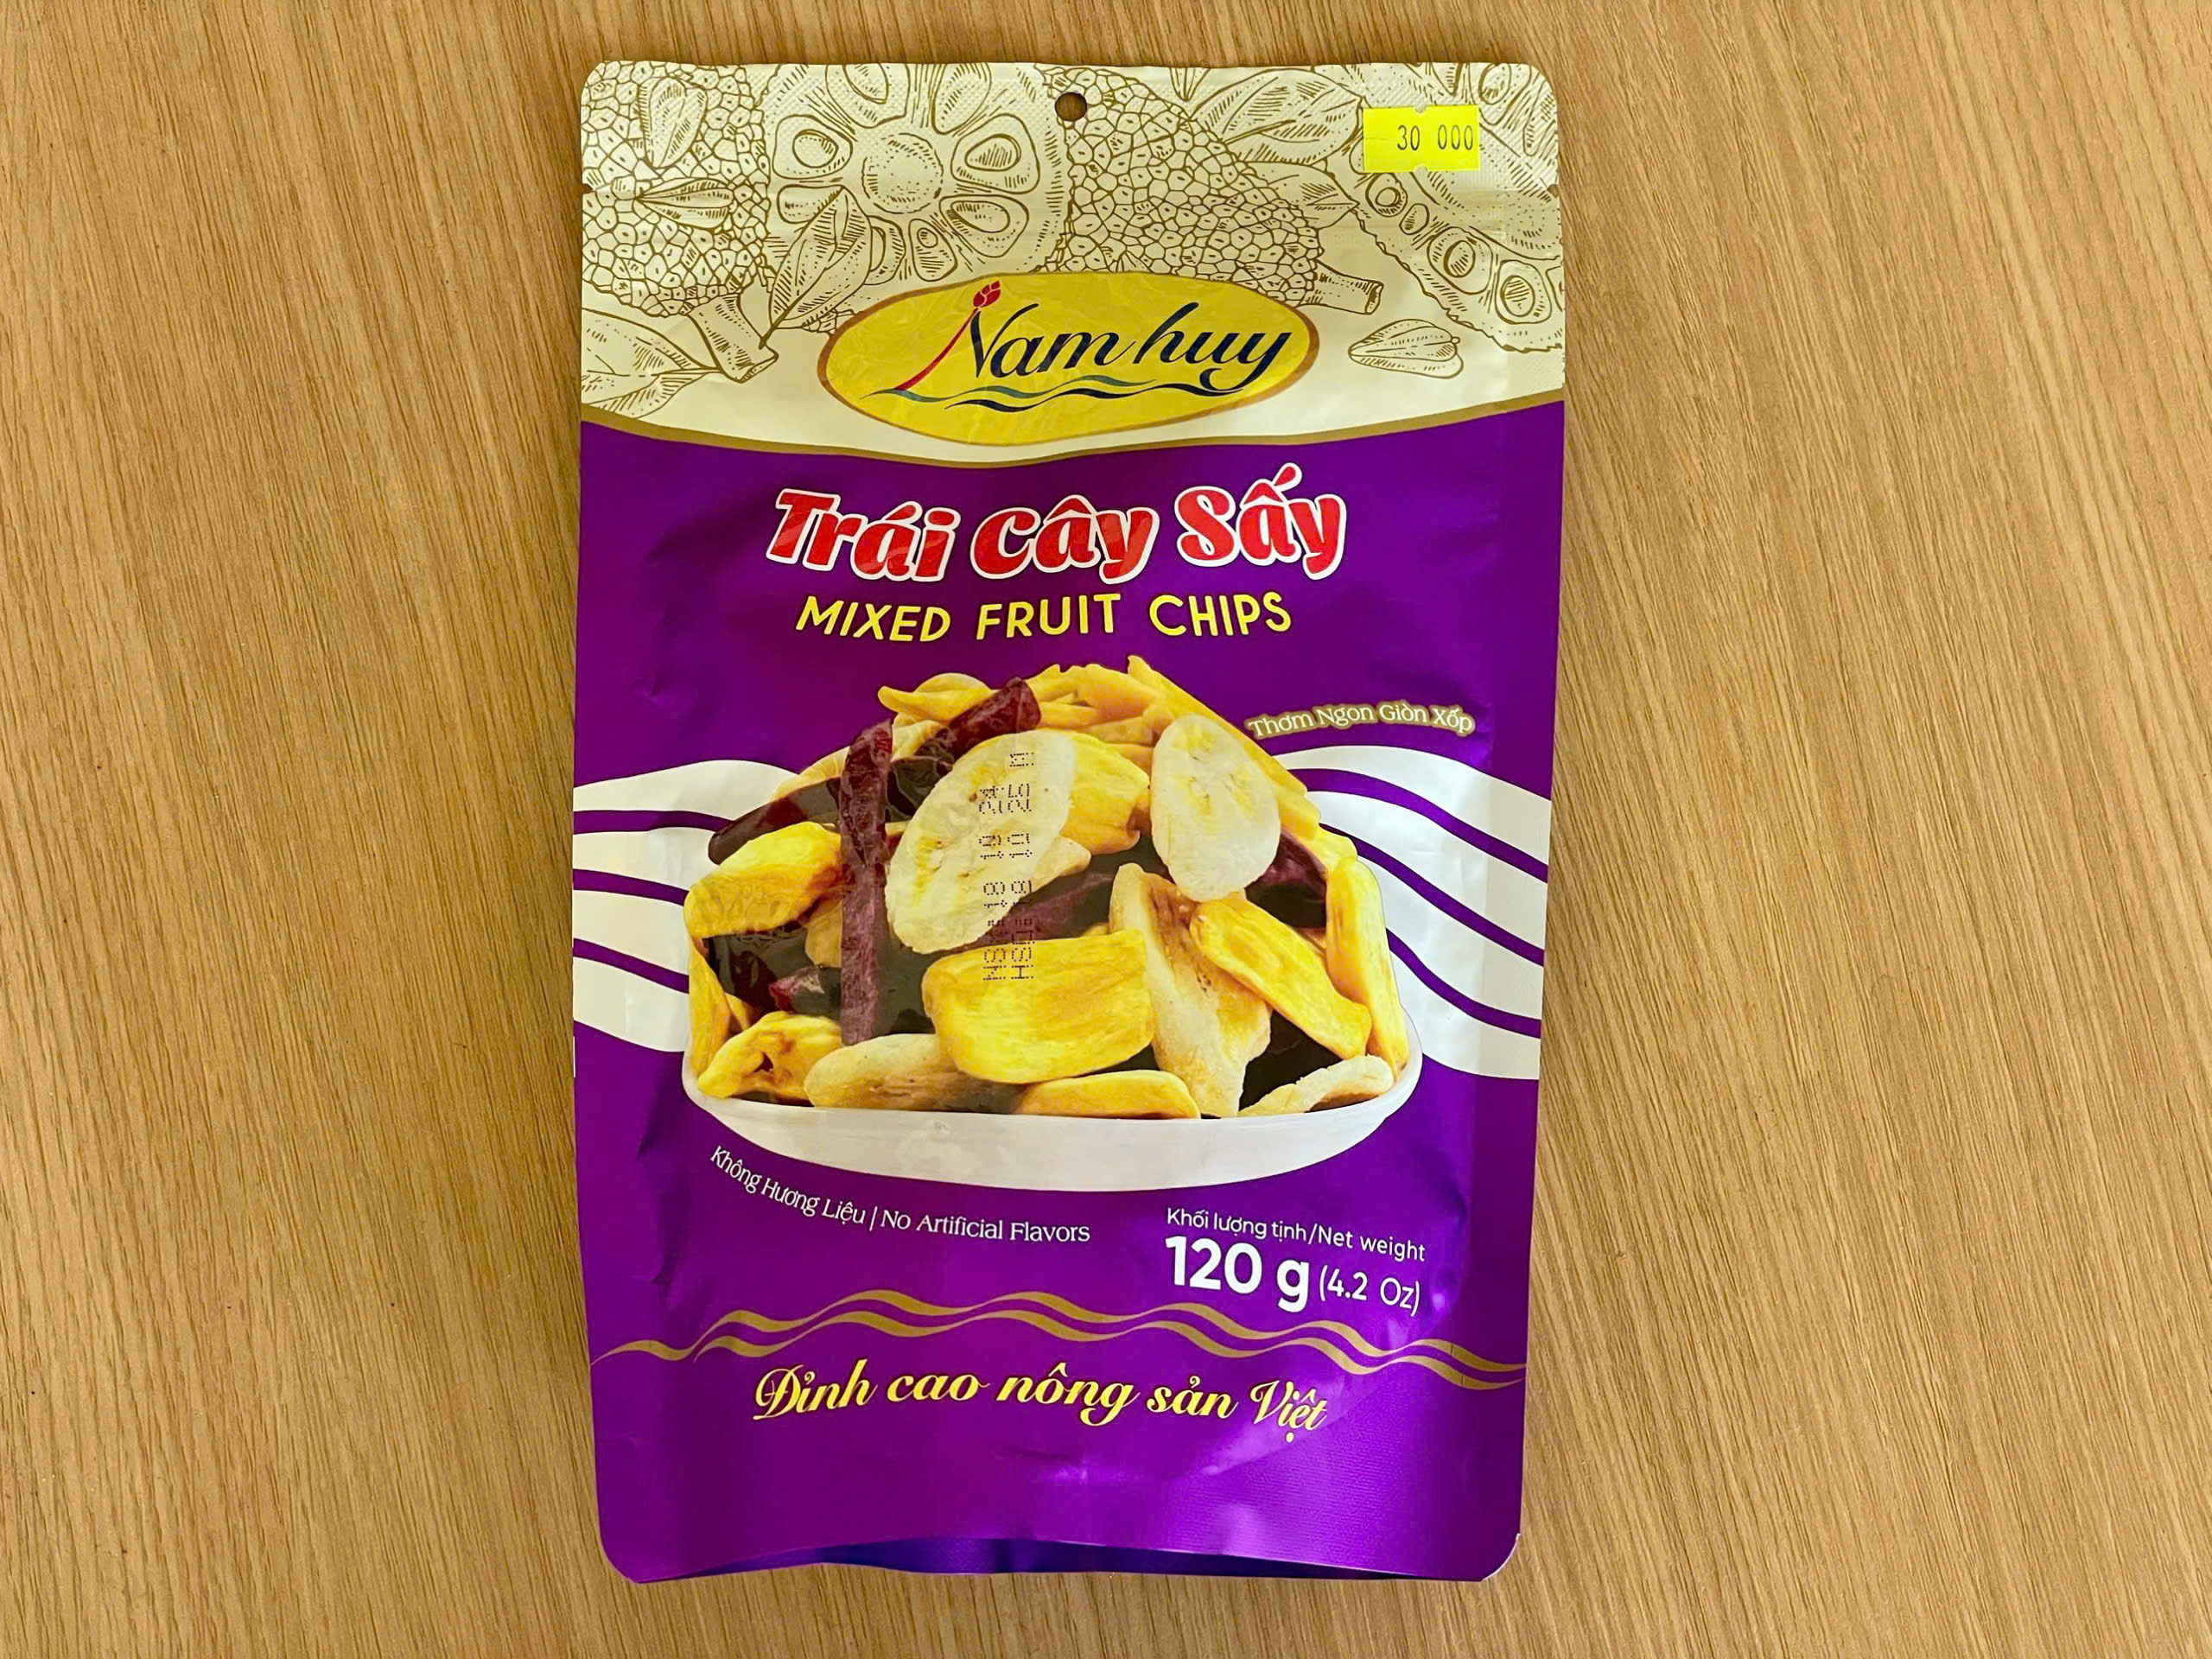 30 000
Nam huy
Trái Cây Sấy
MIXED FRUIT CHIPS
Thơm Ngon Giòn Xốp
Không Hương Liệu | No Artificial Flavors
Khối lượng tịnh/Net weight
120 g (4.2 Oz)
Đỉnh cao nông sản Việt